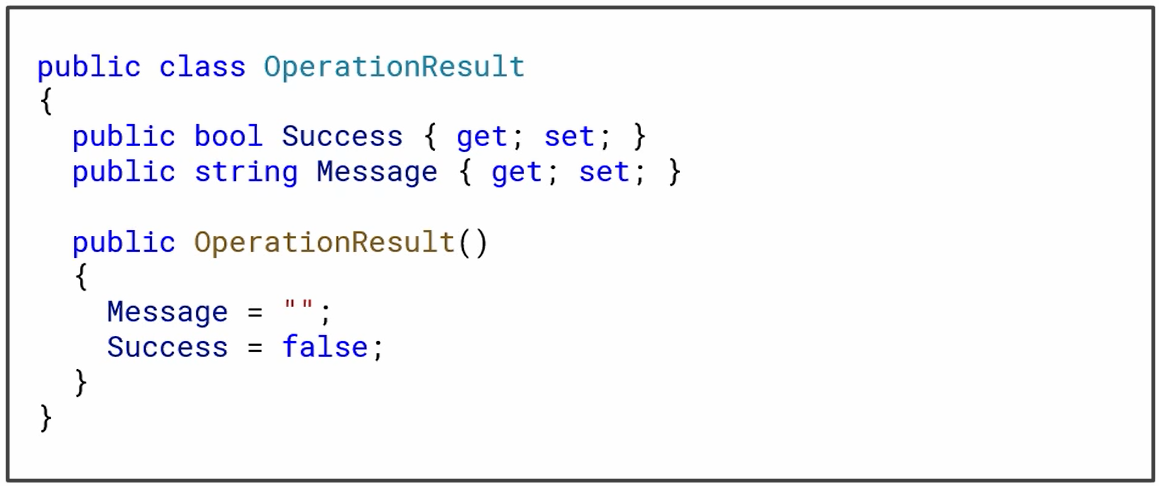 public class OperationResult
{
  public bool Success { get; set; }
  public string Message { get; set; }

  public OperationResult()
  {
    Message = "";
    Success = false;
  }
}